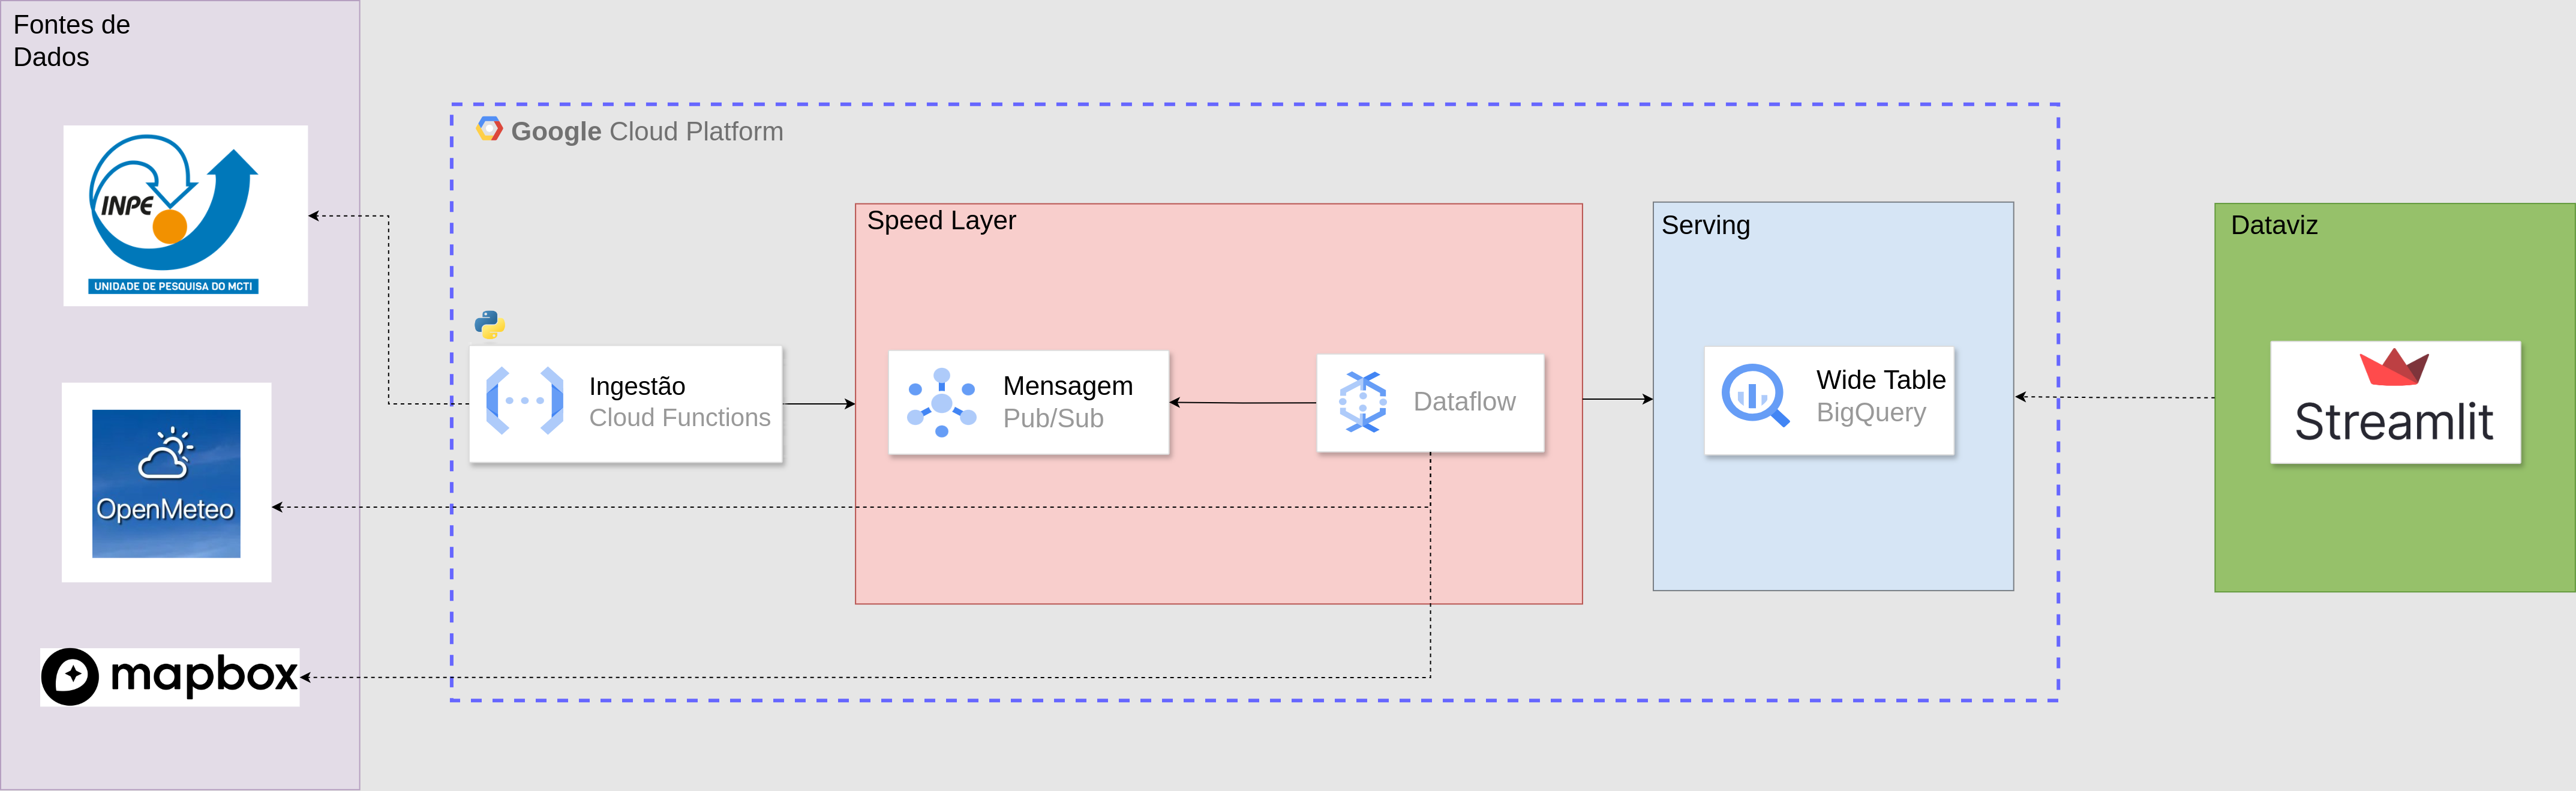 Fontes de
Dados
INPE
UNIDADE DE PESQUISA DO MCTI
OpenMeteo
mapbox
Google Cloud Platform
Ingestão
Cloud Functions
Speed Layer
Mensagem
Pub/Sub
Dataflow
Serving
Wide Table
BigQuery
Dataviz
Streamlit